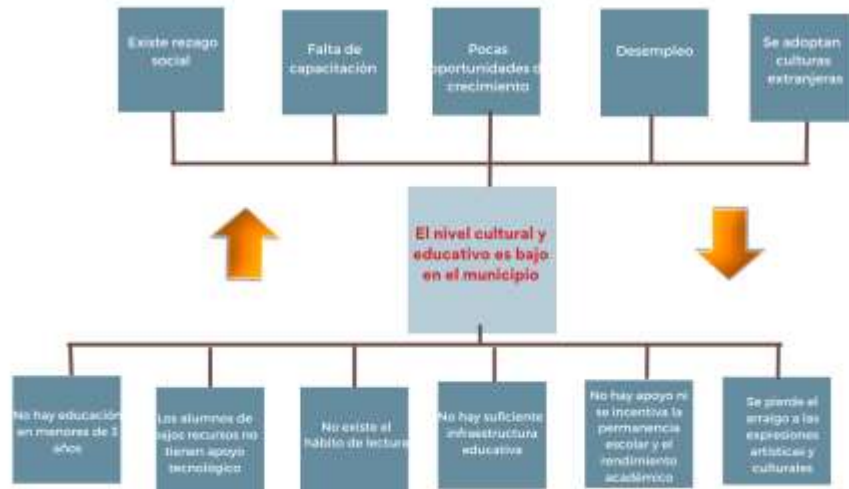 Existe rezago
social
Falta de
capacitación
Pocas
oportunidades d
crecimiento
Desempleo
Se adoptan
culturas
extranjeras
El nivel cultural y
educativo es bajo
en el municipio
No hay educación
en menores de 3
años
Los alumnos de
bajos recursos no
tienen apoyo
tecnológico
No existe el
hábito de lectura
No hay suficiente
infraestructura
educativa
No hay apoyo ni
se incentiva la
permanencia
escolar y el
rendimiento
académico
Se pierde el
arraigo a las
expresiones
artísticas y
culturales